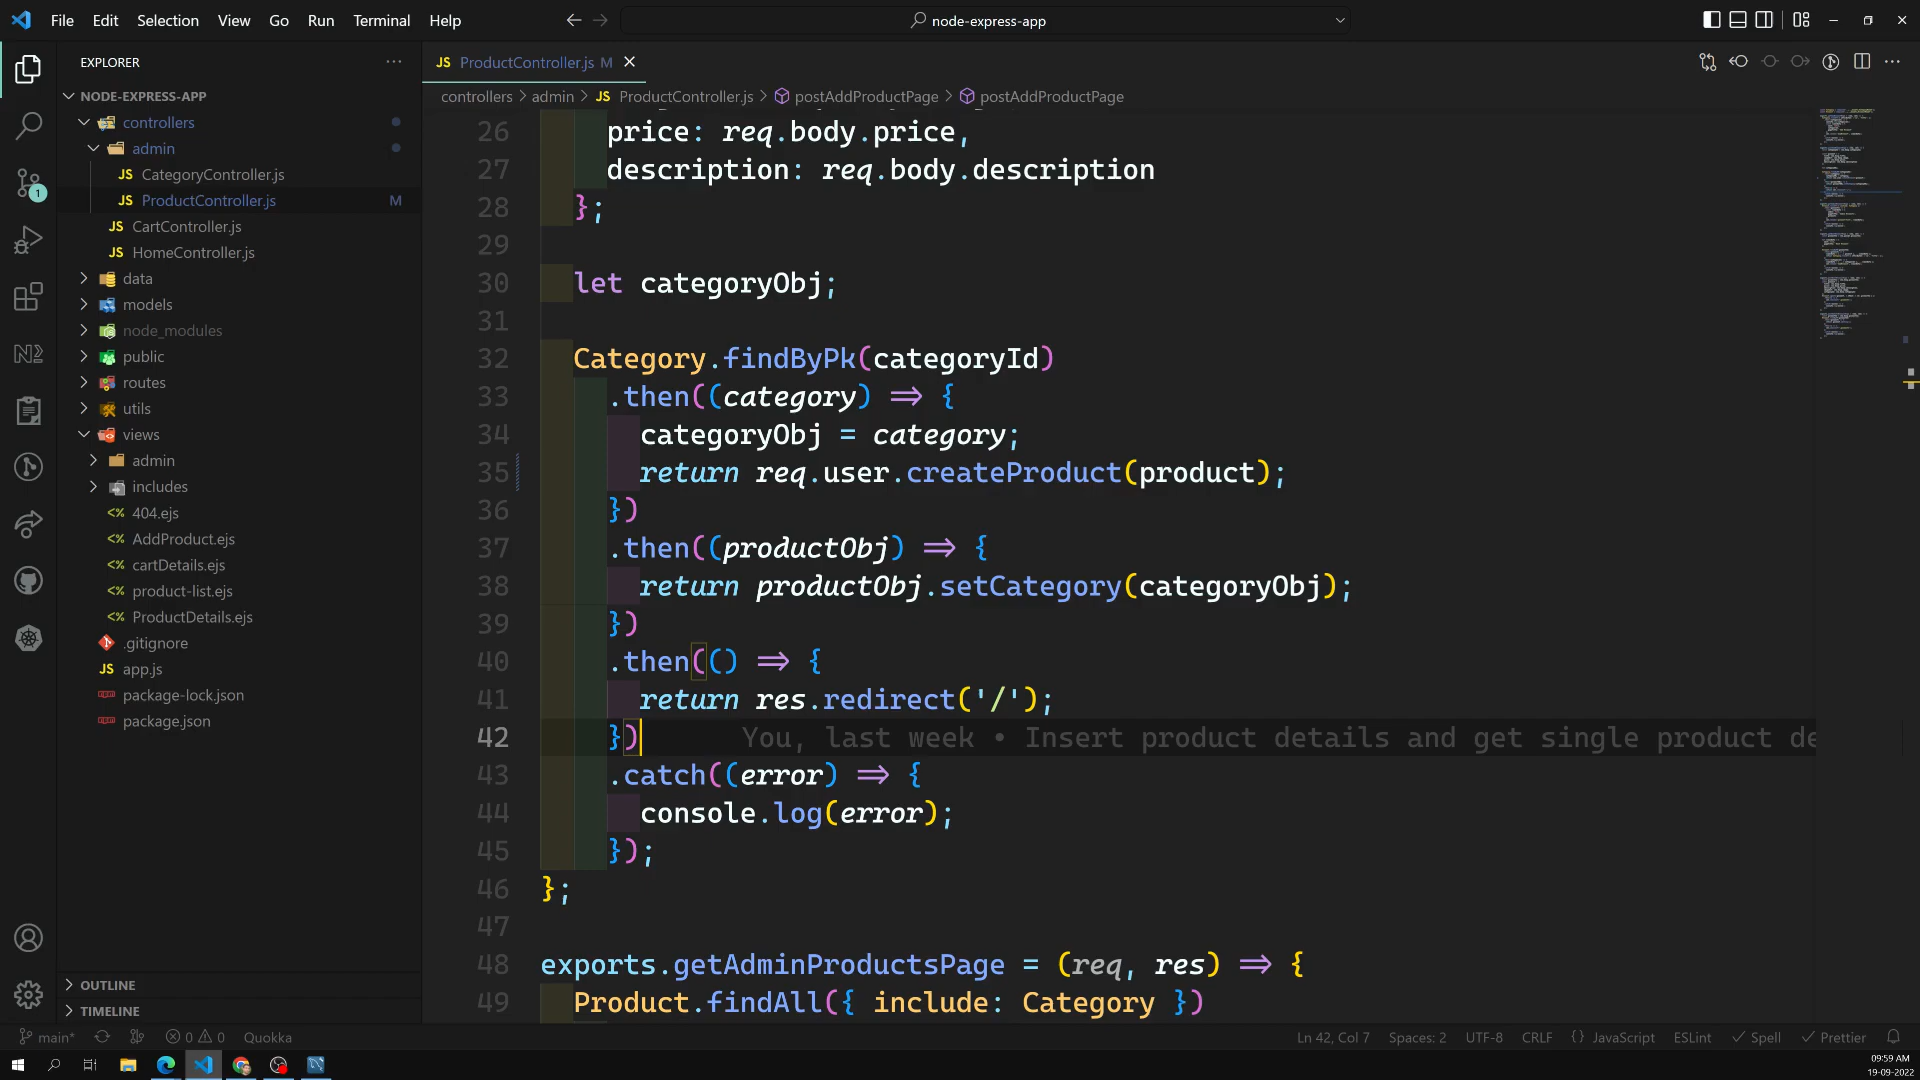 File Edit Selection View Go Run Terminal Help
node-express-app
EXPLORER
NODE-EXPRESS-APP
controllers
admin
JS CategoryController.js
JS ProductController.js M
JS CartController.js
JS HomeController.js
data
models
node_modules
public
routes
utils
views
admin
includes
<% 404.ejs
<% AddProduct.ejs
<% cartDetails.ejs
<% product-list.ejs
<% ProductDetails.ejs
.gitignore
JS app.js
package-lock.json
package.json
OUTLINE
TIMELINE
1
JS ProductController.js M
controllers > admin > JS ProductController.js > postAddProductPage > postAddProductPage
26 price: req.body.price,
27 description: req.body.description
28 };
29
30 let categoryObj;
31
32 Category.findByPk(categoryId)
33 .then((category) => {
34 categoryObj = category;
35 return req.user.createProduct(product);
36 })
37 .then((productObj) => {
38 return productObj.setCategory(categoryObj);
39 })
40 .then(() => {
41 return res.redirect('/');
42 }) You, last week • Insert product details and get single product de
43 .catch((error) => {
44 console.log(error);
45 });
46 };
47
48 exports.getAdminProductsPage = (req, res) => {
49 Product.findAll({ include: Category })
main* 0 0 Quokka
Ln 42, Col 7 Spaces: 2 UTF-8 CRLF {} JavaScript ESLint Spell Prettier
09:59 AM
19-09-2022